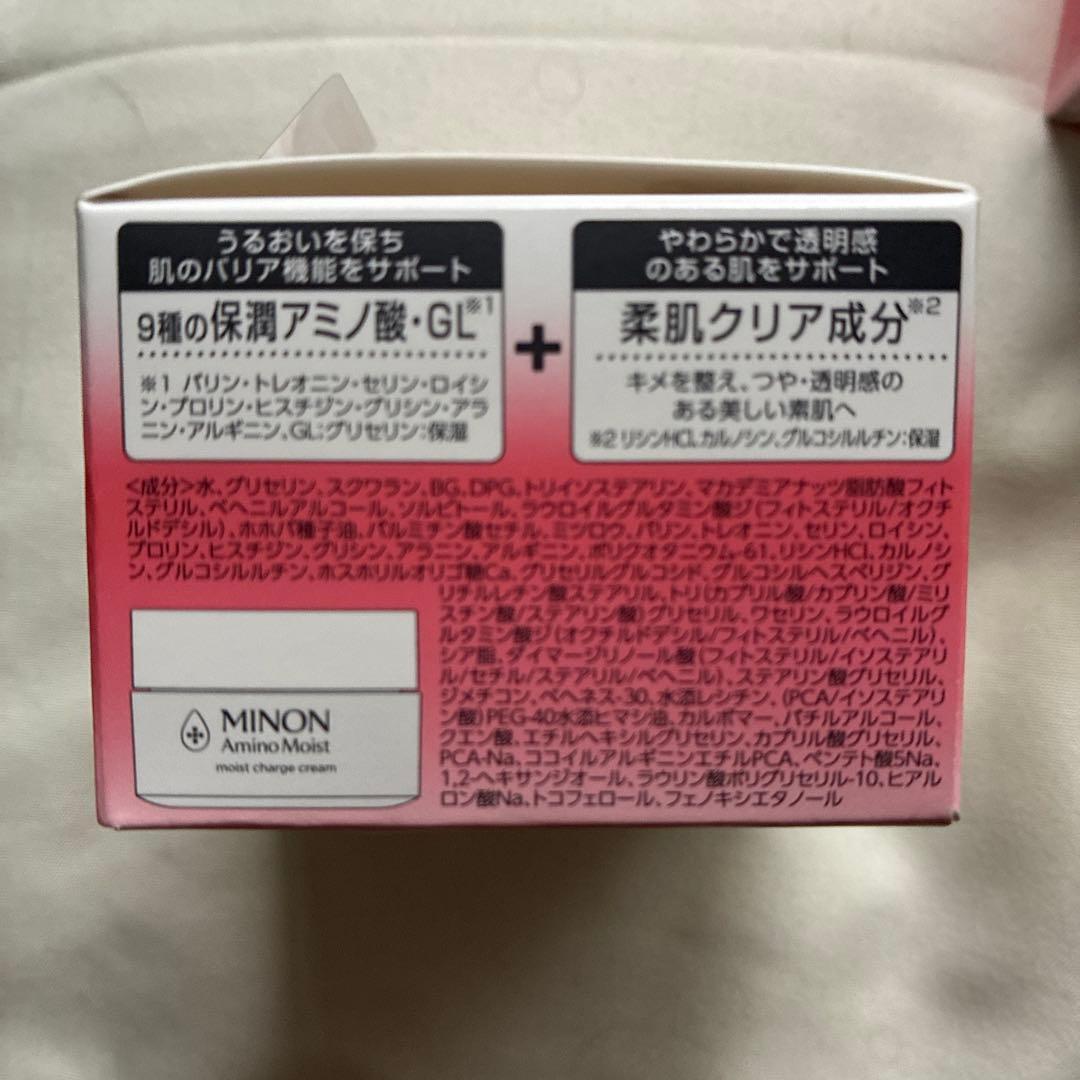 うるおいを保ち
肌のバリア機能をサポート
9種の保潤アミノ酸・GL※1
※1 バリン・トレオニン・セリン・ロイシ
ン・プロリン・ヒスチジン・グリシン・アラ
ニン・アルギニン、GL:グリセリン:保湿
+
やわらかで透明感
のある肌をサポート
柔肌クリア成分※2
キメを整え、つや・透明感の
ある美しい素肌へ
※2 リシンHCl、カルノシン、グルコシルルチン:保湿
<成分>水、グリセリン、スクワラン、BG、DPG、トリイソステアリン、マカデミアナッツ脂肪酸フィト
ステリル、ベヘニルアルコール、ソルビトール、ラウロイルグルタミン酸ジ(フィトステリル/オクチ
ルドデシル)、ホホバ種子油、パルミチン酸セチル、ミツロウ、バリン、トレオニン、セリン、ロイシン、
プロリン、ヒスチジン、グリシン、アラニン、アルギニン、ポリクオタニウム-61、リシンHCl、カルノシ
ン、グルコシルルチン、ホスホリルオリゴ糖Ca、グリセリルグルコシド、グルコシルヘスペリジン、グ
リチルレチン酸ステアリル、トリ(カプリル酸/カプリン酸/ミリ
スチン酸/ステアリン酸)グリセリル、ワセリン、ラウロイルグ
ルタミン酸ジ(オクチルドデシル/フィトステリル/ベヘニル)、
シア脂、ダイマージリノール酸(フィトステリル/イソステアリ
ル/セチル/ステアリル/ベヘニル)、ステアリン酸グリセリル、
ジメチコン、ベヘネス-30、水添レシチン、(PCA/イソステアリ
ン酸)PEG-40水添ヒマシ油、カルボマー、バチルアルコール、
クエン酸、エチルヘキシルグリセリン、カプリル酸グリセリル、
PCA-Na、ココイルアルギニンエチルPCA、ペンテト酸5Na、
1,2-ヘキサンジオール、ラウリン酸ポリグリセリル-10、ヒアル
ロン酸Na、トコフェロール、フェノキシエタノール
MINON
Amino Moist
moist charge cream